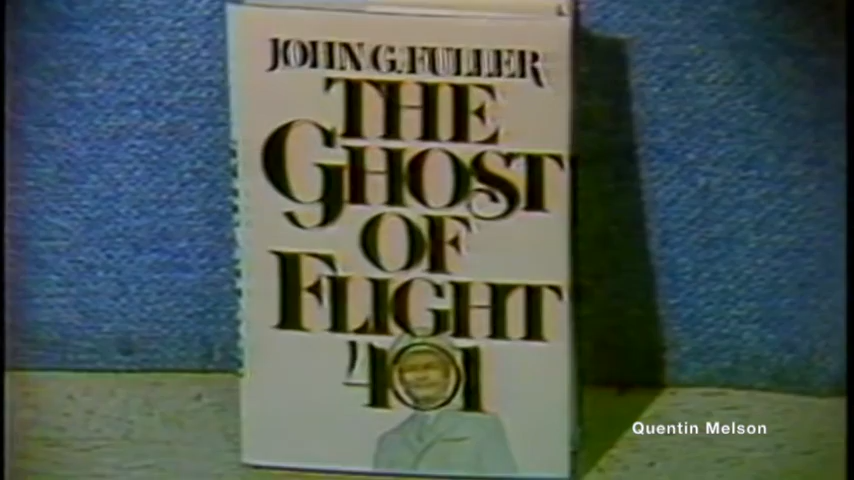 JOHN G. FULLER
THE
GHOST
OF
FLIGHT
401
Quentin Melson